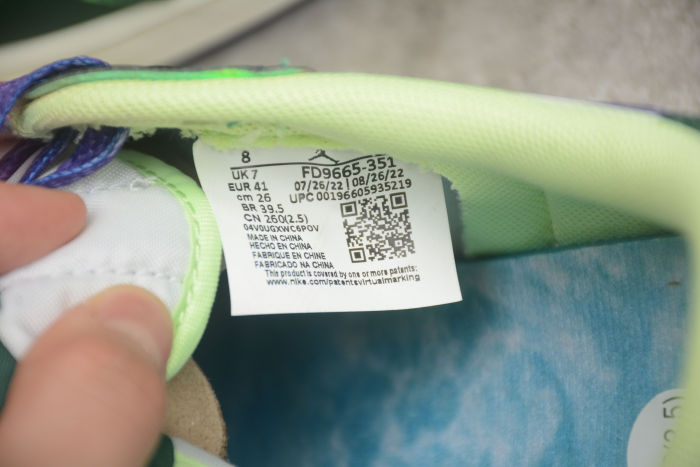 8
UK 7
EUR 41
cm 26
BR 39.5
CN 260(2.5)
04V0UGXWC6POV
MADE IN CHINA
HECHO EN CHINA
FABRIQUE EN CHINE
FABRICADO NA CHINA
FD9665-351
07/26/22 | 08/26/22
UPC 00196605935219
This product is covered by one or more patents:
www.nike.com/patentsvirtualmarking